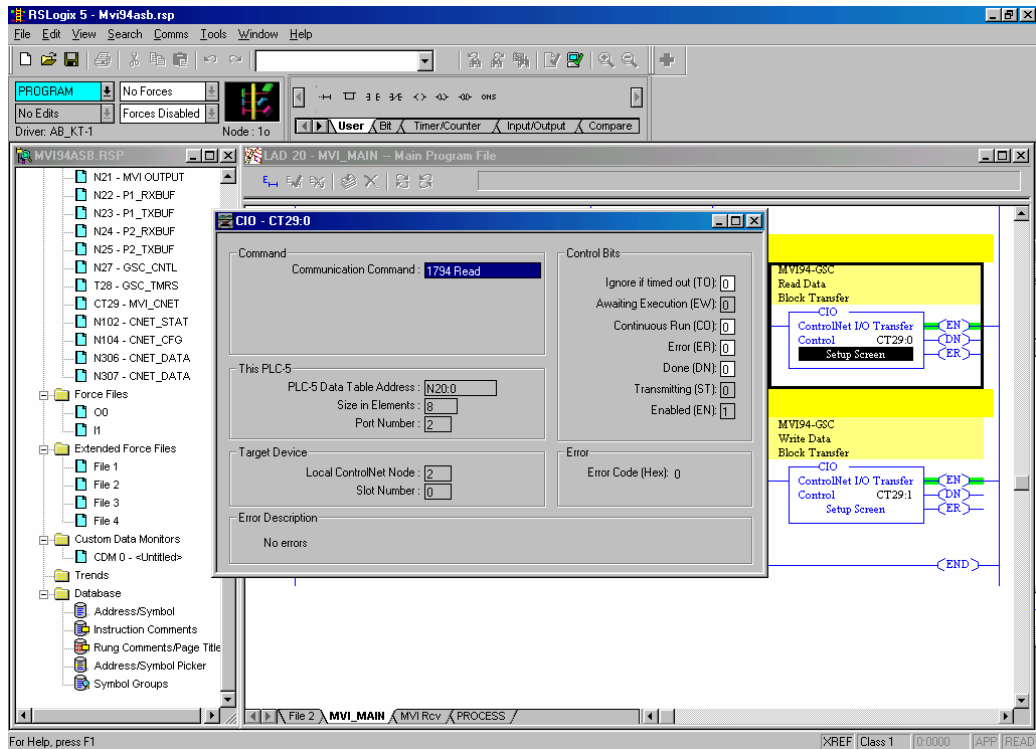 RSLogix 5 - Mvi94asb.rsp
File Edit View Search Comms Tools Window Help
PROGRAM No Forces
No Edits Forces Disabled
Driver: AB_KT-1 Node : 1o
ONS
User Bit Timer/Counter Input/Output Compare
MVI94ASB.RSP
N21 - MVI OUTPUT
N22 - P1_RXBUF
N23 - P1_TXBUF
N24 - P2_RXBUF
N25 - P2_TXBUF
N27 - GSC_CNTL
T28 - GSC_TMRS
CT29 - MVI_CNET
N102 - CNET_STAT
N104 - CNET_CFG
N306 - CNET_DATA
N307 - CNET_DATA
Force Files
O0
I1
Extended Force Files
File 1
File 2
File 3
File 4
Custom Data Monitors
CDM 0 - <Untitled>
Trends
Database
Address/Symbol
Instruction Comments
Rung Comments/Page Title
Address/Symbol Picker
Symbol Groups
LAD 20 - MVI_MAIN -- Main Program File
CIO - CT29:0
Command
Communication Command : 1794 Read
This PLC-5
PLC-5 Data Table Address : N20:0
Size in Elements : 8
Port Number : 2
Target Device
Local ControlNet Node : 2
Slot Number : 0
Error Description
No errors
Control Bits
Ignore if timed out (TO): 0
Awaiting Execution (EW): 0
Continuous Run (CO): 0
Error (ER): 0
Done (DN): 0
Transmitting (ST): 0
Enabled (EN): 1
Error
Error Code (Hex): 0
MVI94-GSC
Read Data
Block Transfer
CIO
ControlNet I/O Transfer EN
Control CT29:0 DN
Setup Screen ER
MVI94-GSC
Write Data
Block Transfer
CIO
ControlNet I/O Transfer EN
Control CT29:1 DN
Setup Screen ER
END
File 2 MVI_MAIN MVI Rcv PROCESS
For Help, press F1
XREF Class 1 0:0000 APP READ